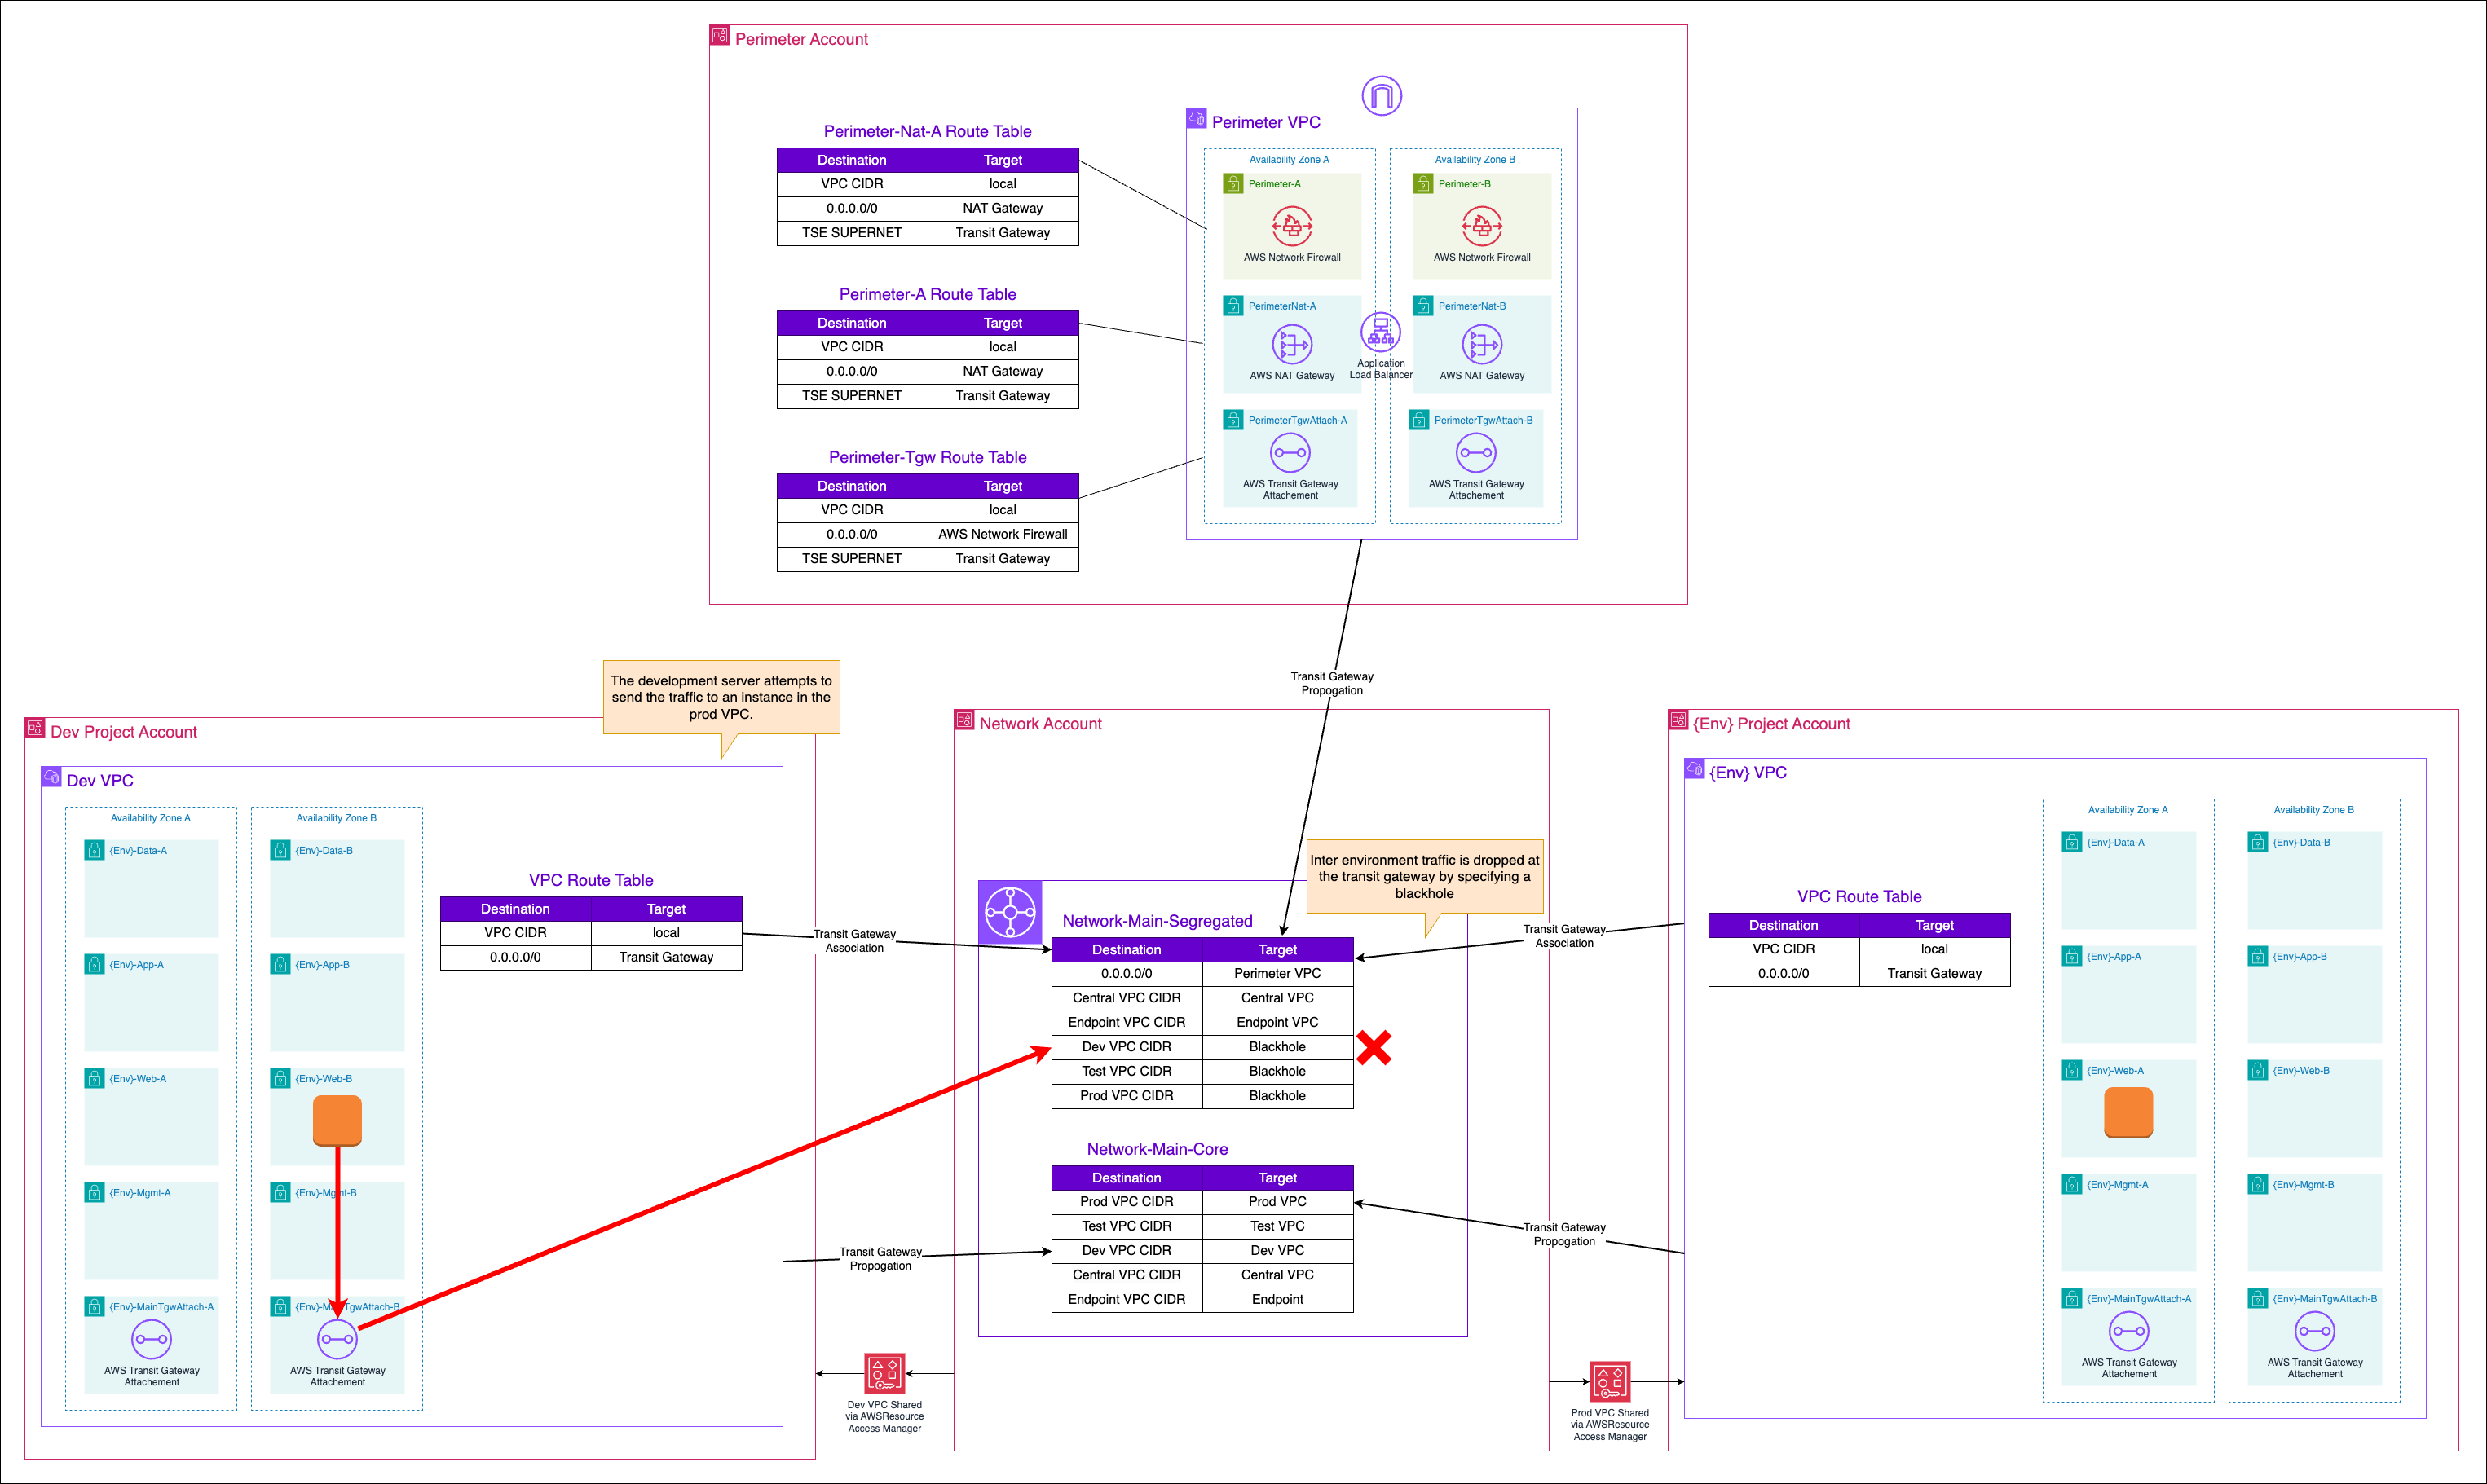 Perimeter Account
Perimeter-Nat-A Route Table
Destination Target
VPC CIDR local
0.0.0.0/0 NAT Gateway
TSE SUPERNET Transit Gateway
Perimeter-A Route Table
Destination Target
VPC CIDR local
0.0.0.0/0 NAT Gateway
TSE SUPERNET Transit Gateway
Perimeter-Tgw Route Table
Destination Target
VPC CIDR local
0.0.0.0/0 AWS Network Firewall
TSE SUPERNET Transit Gateway
Perimeter VPC
Availability Zone A
Perimeter-A
AWS Network Firewall
PerimeterNat-A
AWS NAT Gateway
PerimeterTgwAttach-A
AWS Transit Gateway
Attachement
Application
Load Balancer
Availability Zone B
Perimeter-B
AWS Network Firewall
PerimeterNat-B
AWS NAT Gateway
PerimeterTgwAttach-B
AWS Transit Gateway
Attachement
Transit Gateway
Propogation
The development server attempts to
send the traffic to an instance in the
prod VPC.
Dev Project Account
Dev VPC
Availability Zone A
{Env}-Data-A
{Env}-App-A
{Env}-Web-A
{Env}-Mgmt-A
{Env}-MainTgwAttach-A
AWS Transit Gateway
Attachement
Availability Zone B
{Env}-Data-B
{Env}-App-B
{Env}-Web-B
{Env}-Mgmt-B
{Env}-MainTgwAttach-B
AWS Transit Gateway
Attachement
VPC Route Table
Destination Target
VPC CIDR local
0.0.0.0/0 Transit Gateway
Transit Gateway
Association
Transit Gateway
Propogation
Dev VPC Shared
via AWSResource
Access Manager
Network Account
Inter environment traffic is dropped at
the transit gateway by specifying a
blackhole
Network-Main-Segregated
Destination Target
0.0.0.0/0 Perimeter VPC
Central VPC CIDR Central VPC
Endpoint VPC CIDR Endpoint VPC
Dev VPC CIDR Blackhole
Test VPC CIDR Blackhole
Prod VPC CIDR Blackhole
Network-Main-Core
Destination Target
Prod VPC CIDR Prod VPC
Test VPC CIDR Test VPC
Dev VPC CIDR Dev VPC
Central VPC CIDR Central VPC
Endpoint VPC CIDR Endpoint
Transit Gateway
Association
Transit Gateway
Propogation
Prod VPC Shared
via AWSResource
Access Manager
{Env} Project Account
{Env} VPC
VPC Route Table
Destination Target
VPC CIDR local
0.0.0.0/0 Transit Gateway
Availability Zone A
{Env}-Data-A
{Env}-App-A
{Env}-Web-A
{Env}-Mgmt-A
{Env}-MainTgwAttach-A
AWS Transit Gateway
Attachement
Availability Zone B
{Env}-Data-B
{Env}-App-B
{Env}-Web-B
{Env}-Mgmt-B
{Env}-MainTgwAttach-B
AWS Transit Gateway
Attachement